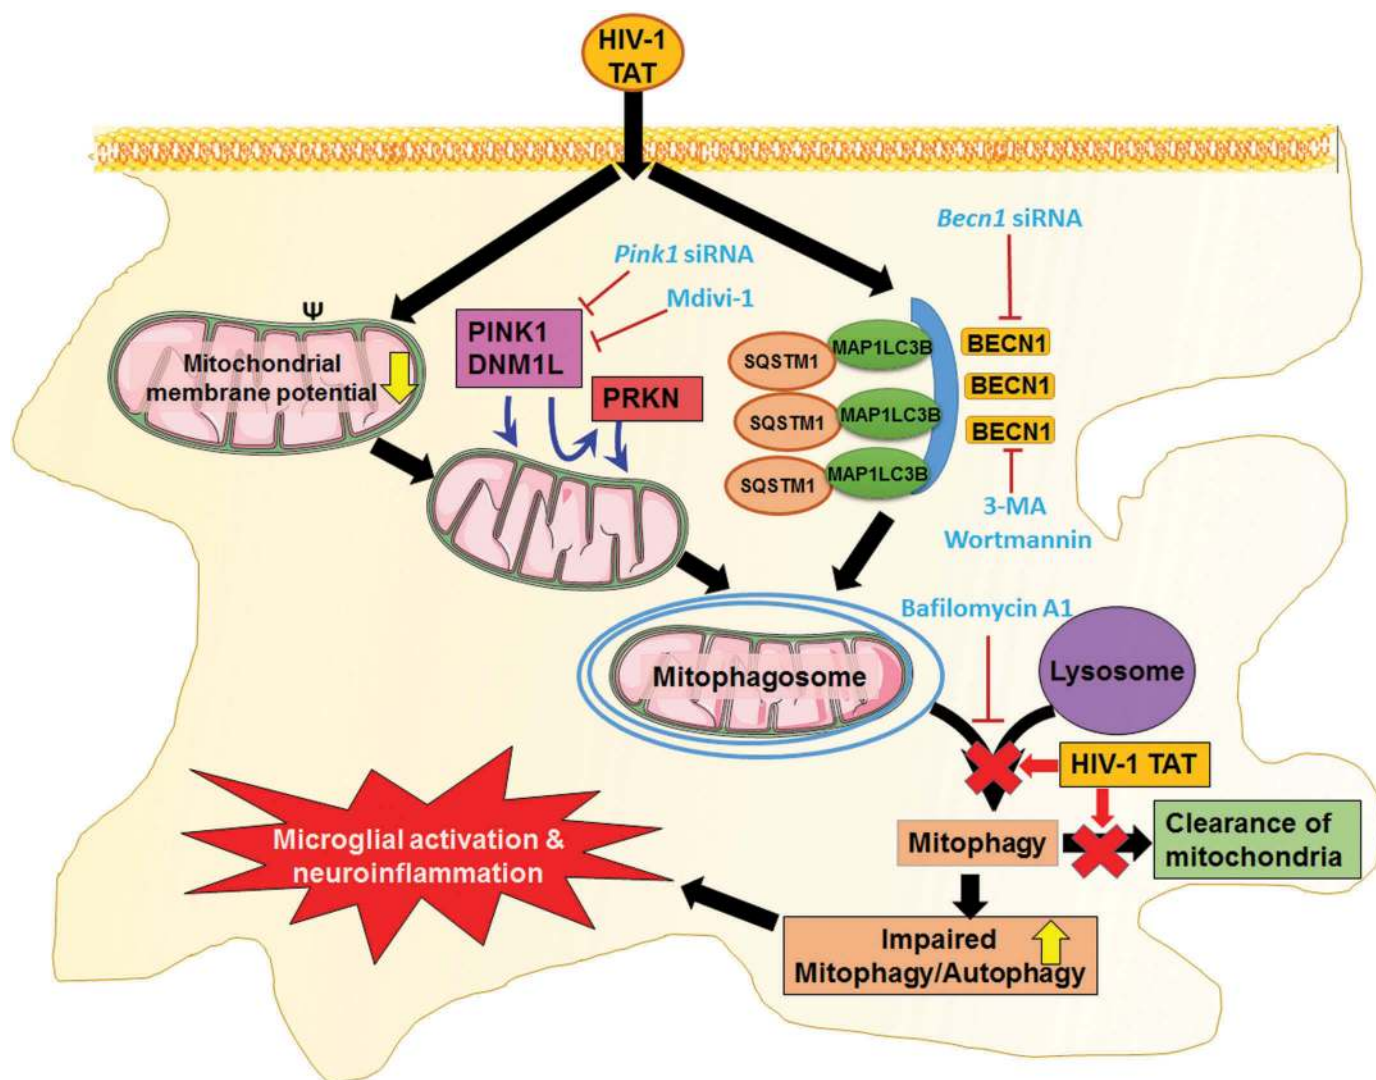 HIV-1
TAT
Becn1 siRNA
Pink1 siRNA
Mdivi-1
Ψ
Mitochondrial
membrane potential
PINK1
DNM1L
PRKN
SQSTM1
MAP1LC3B
BECN1
SQSTM1
MAP1LC3B
BECN1
SQSTM1
MAP1LC3B
BECN1
3-MA
Wortmannin
Bafilomycin A1
Mitophagosome
Lysosome
HIV-1 TAT
Mitophagy
Clearance of
mitochondria
Microglial activation &
neuroinflammation
Impaired
Mitophagy/Autophagy